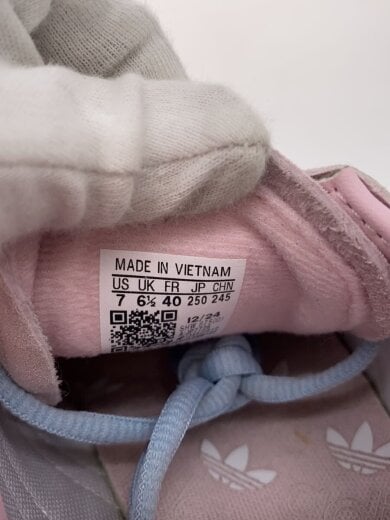 MADE IN VIETNAM
US UK FR JP CHN
7 6½ 40 250 245
12/24